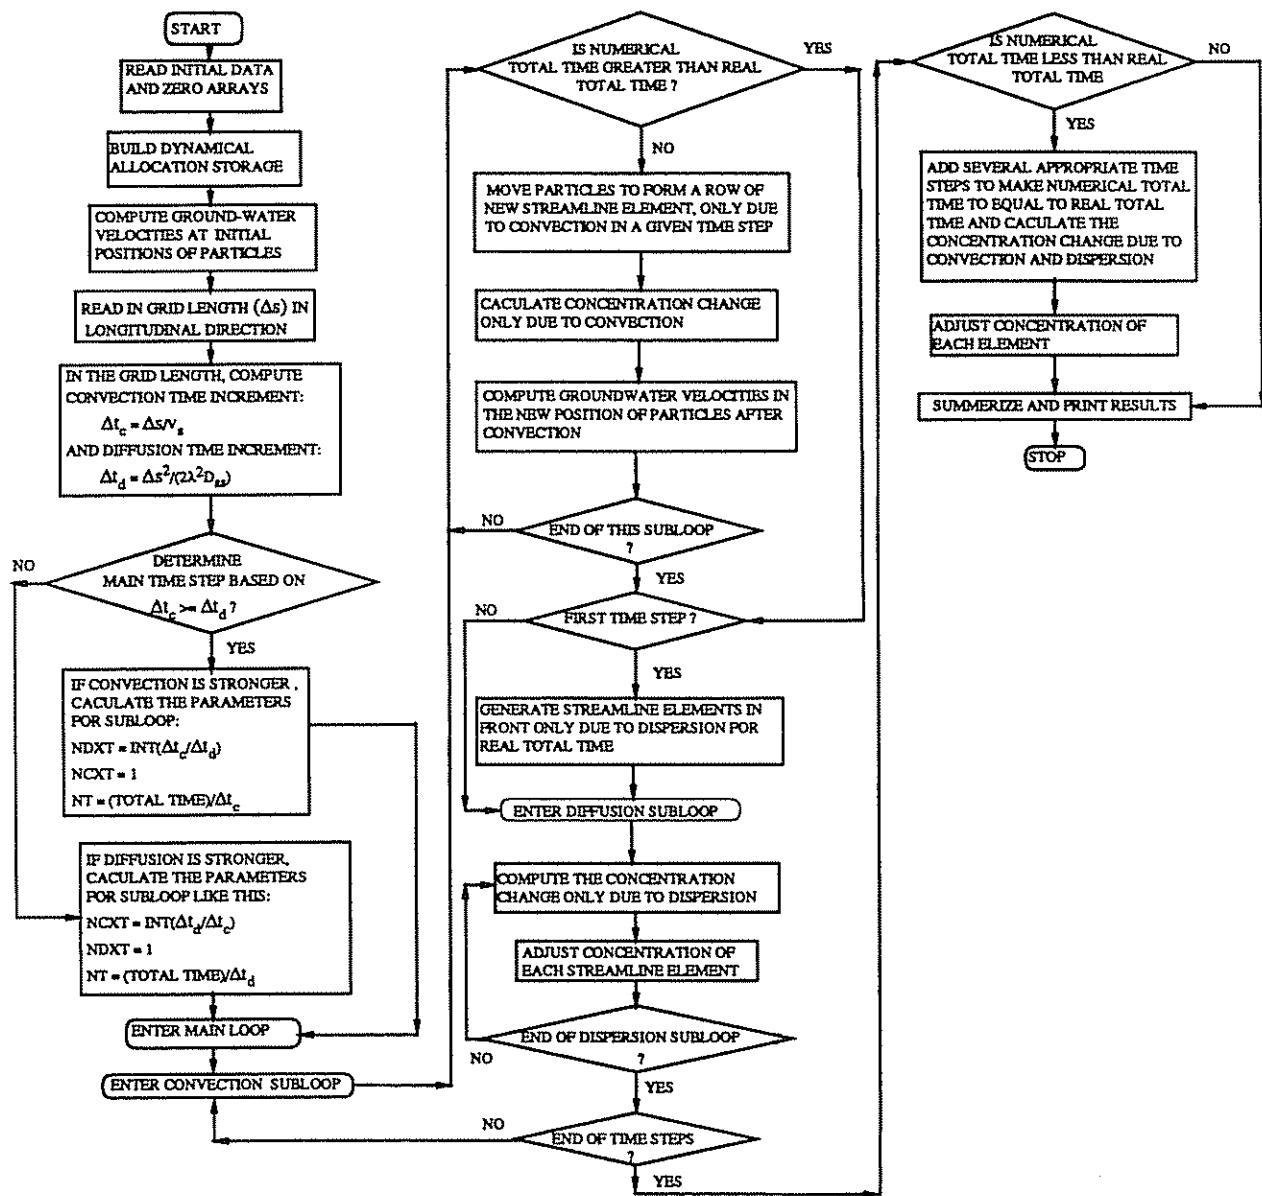 START
READ INITIAL DATA
AND ZERO ARRAYS
BUILD DYNAMICAL
ALLOCATION STORAGE
COMPUTE GROUND-WATER
VELOCITIES AT INITIAL
POSITIONS OF PARTICLES
READ IN GRID LENGTH (Δs) IN
LONGITUDINAL DIRECTION
IN THE GRID LENGTH, COMPUTE
CONVECTION TIME INCREMENT:
Δt_c = Δs/v_s
AND DIFFUSION TIME INCREMENT:
Δt_d = Δs²/(2λ²D_ss)
DETERMINE
MAIN TIME STEP BASED ON
Δt_c >= Δt_d ?
NO
YES
IF CONVECTION IS STRONGER ,
CACULATE THE PARAMETERS
FOR SUBLOOP:
NDXT = INT(Δt_c/Δt_d)
NCXT = 1
NT = (TOTAL TIME)/Δt_c
IF DIFFUSION IS STRONGER,
CACULATE THE PARAMETERS
FOR SUBLOOP LIKE THIS:
NCXT = INT(Δt_d/Δt_c)
NDXT = 1
NT = (TOTAL TIME)/Δt_d
ENTER MAIN LOOP
ENTER CONVECTION SUBLOOP
IS NUMERICAL
TOTAL TIME GREATER THAN REAL
TOTAL TIME ?
YES
NO
MOVE PARTICLES TO FORM A ROW OF
NEW STREAMLINE ELEMENT, ONLY DUE
TO CONVECTION IN A GIVEN TIME STEP
CACULATE CONCENTRATION CHANGE
ONLY DUE TO CONVECTION
COMPUTE GROUNDWATER VELOCITIES IN
THE NEW POSITION OF PARTICLES AFTER
CONVECTION
NO
END OF THIS SUBLOOP
?
YES
NO
FIRST TIME STEP ?
YES
GENERATE STREAMLINE ELEMENTS IN
FRONT ONLY DUE TO DISPERSION FOR
REAL TOTAL TIME
ENTER DIFFUSION SUBLOOP
COMPUTE THE CONCENTRATION
CHANGE ONLY DUE TO DISPERSION
ADJUST CONCENTRATION OF
EACH STREAMLINE ELEMENT
END OF DISPERSION SUBLOOP
?
NO
YES
NO
END OF TIME STEPS
?
YES
IS NUMERICAL
TOTAL TIME LESS THAN REAL
TOTAL TIME
NO
YES
ADD SEVERAL APPROPRIATE TIME
STEPS TO MAKE NUMERICAL TOTAL
TIME TO EQUAL TO REAL TOTAL
TIME AND CACULATE THE
CONCENTRATION CHANGE DUE TO
CONVECTION AND DISPERSION
ADJUST CONCENTRATION OF
EACH ELEMENT
SUMMERIZE AND PRINT RESULTS
STOP